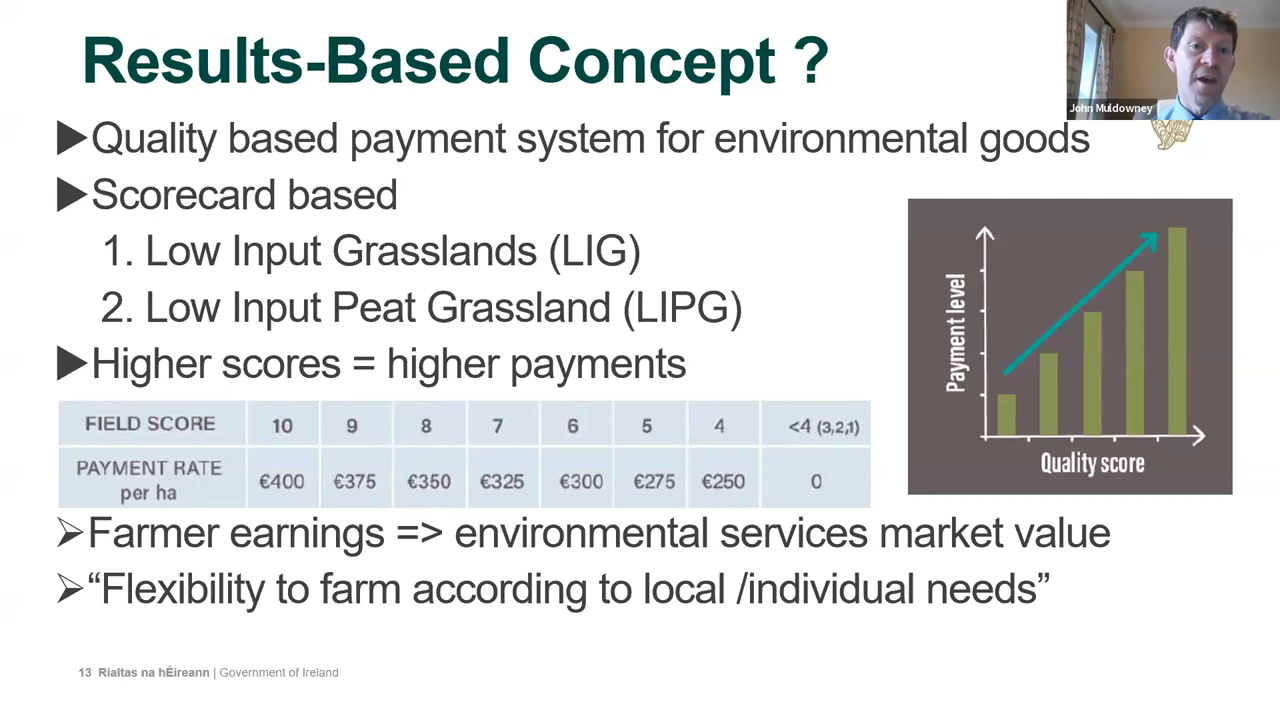 Results-Based Concept ?
John Muldowney
Quality based payment system for environmental goods
Scorecard based
1. Low Input Grasslands (LIG)
2. Low Input Peat Grassland (LIPG)
Higher scores = higher payments
FIELD SCORE 10 9 8 7 6 5 4 <4 (3,2,1)
PAYMENT RATE
per ha €400 €375 €350 €325 €300 €275 €250 0
Payment level
Quality score
Farmer earnings => environmental services market value
“Flexibility to farm according to local /individual needs”
13 Rialtas na hÉireann | Government of Ireland